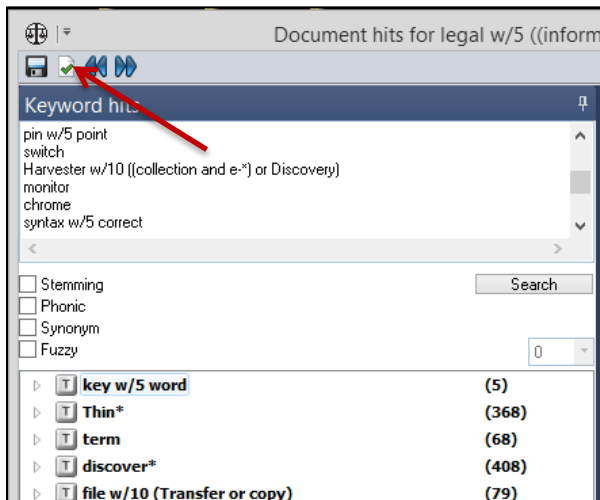 Document hits for legal w/5 ((inform
Keyword hits
pin w/5 point
switch
Harvester w/10 ((collection and e-*) or Discovery)
monitor
chrome
syntax w/5 correct
Stemming
Search
Phonic
Synonym
Fuzzy
0
T key w/5 word (5)
T Thin* (368)
T term (68)
T discover* (408)
T file w/10 (Transfer or copy) (79)